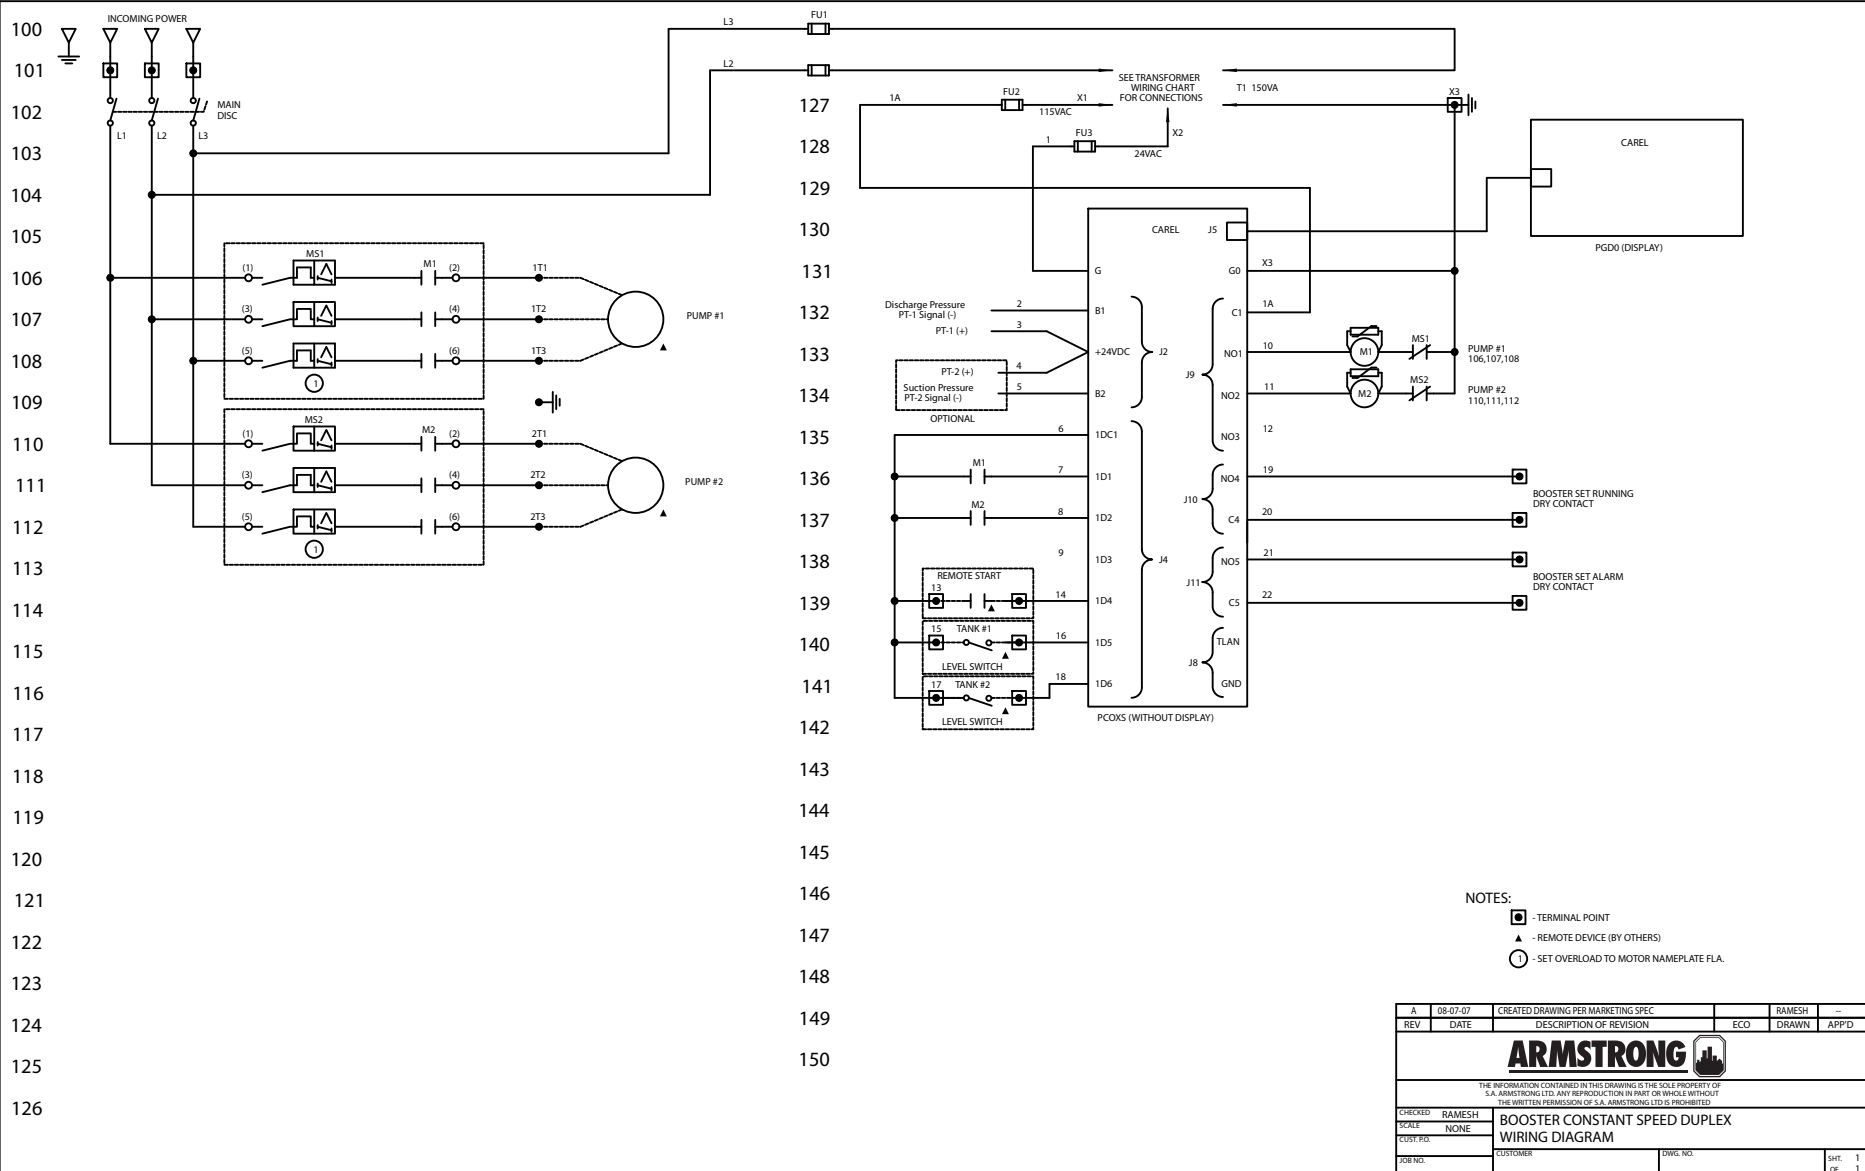 100
INCOMING POWER
101
102
MAIN
DISC
L1
L2
L3
103
104
105
106
(1)
MS1
M1
(2)
1T1
107
(3)
(4)
1T2
PUMP #1
108
(5)
(6)
1T3
1
109
110
(1)
MS2
M2
(2)
2T1
111
(3)
(4)
2T2
PUMP #2
112
(5)
(6)
2T3
1
113
114
115
116
117
118
119
120
121
122
123
124
125
126
L3
FU1
L2
SEE TRANSFORMER
WIRING CHART
FOR CONNECTIONS
T1 150VA
127
1A
FU2
X1
115VAC
X3
128
1
FU3
X2
24VAC
129
130
CAREL
J5
CAREL
PGD0 (DISPLAY)
131
G
G0
X3
132
Discharge Pressure
PT-1 Signal (-)
2
B1
C1
1A
PT-1 (+)
3
133
+24VDC
J2
NO1
10
M1
MS1
PUMP #1
106,107,108
PT-2 (+)
4
J9
134
Suction Pressure
PT-2 Signal (-)
5
B2
NO2
11
M2
MS2
PUMP #2
110,111,112
OPTIONAL
135
6
1DC1
NO3
12
136
M1
7
1D1
NO4
19
J10
BOOSTER SET RUNNING
DRY CONTACT
137
M2
8
1D2
C4
20
138
9
1D3
J4
NO5
21
J11
BOOSTER SET ALARM
DRY CONTACT
139
REMOTE START
13
14
1D4
C5
22
140
15
TANK #1
16
1D5
TLAN
LEVEL SWITCH
J8
141
17
TANK #2
18
1D6
GND
LEVEL SWITCH
PCOXS (WITHOUT DISPLAY)
142
143
144
145
146
147
148
149
150
NOTES:
- TERMINAL POINT
- REMOTE DEVICE (BY OTHERS)
1 - SET OVERLOAD TO MOTOR NAMEPLATE FLA.
A 08-07-07 CREATED DRAWING PER MARKETING SPEC RAMESH --
REV DATE DESCRIPTION OF REVISION ECO DRAWN APP'D
ARMSTRONG
THE INFORMATION CONTAINED IN THIS DRAWING IS THE SOLE PROPERTY OF
S.A. ARMSTRONG LTD. ANY REPRODUCTION IN PART OR WHOLE WITHOUT
THE WRITTEN PERMISSION OF S.A. ARMSTRONG LTD IS PROHIBITED
CHECKED RAMESH
SCALE NONE
CUST. P.O.
JOB NO.
BOOSTER CONSTANT SPEED DUPLEX
WIRING DIAGRAM
CUSTOMER
DWG. NO.
SHT. 1
OF 1